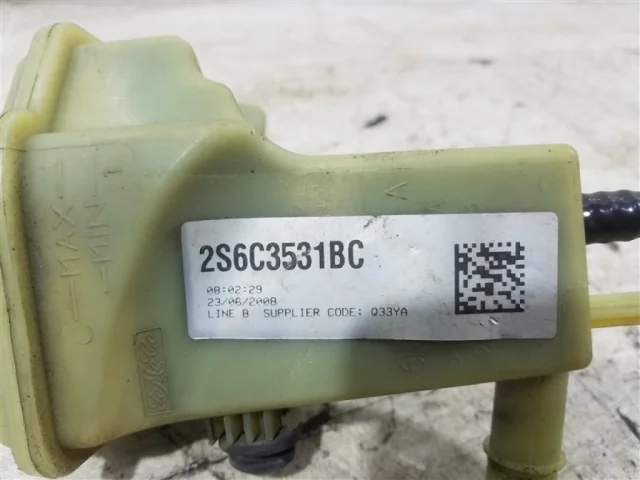 MAX
MIN
2S6C3531BC
08:02:29
23/06/2008
LINE B SUPPLIER CODE: Q33YA
A